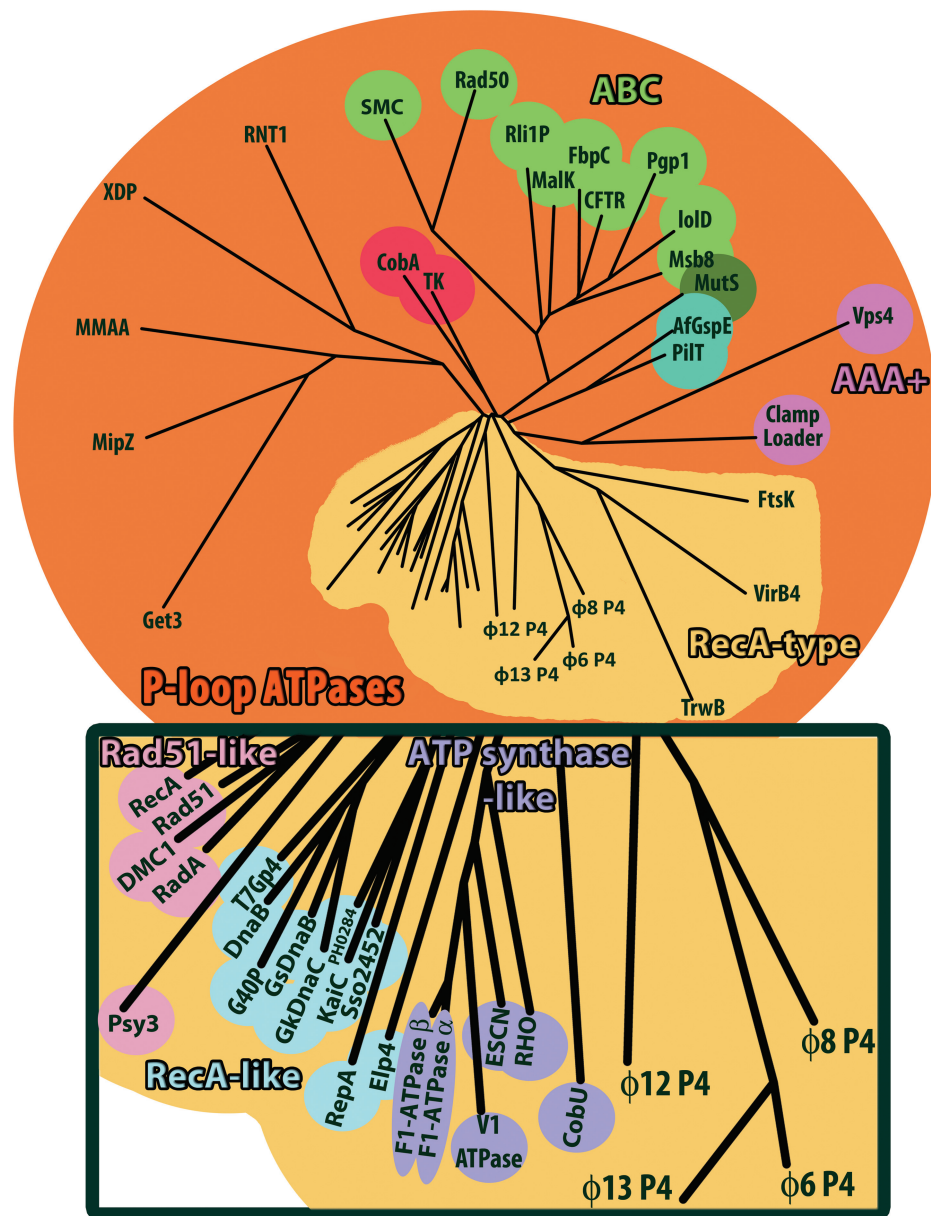 Rad50
ABC
SMC
RNT1
Rli1P
FbpC
Pgp1
MalK
XDP
CFTR
lolD
CobA
Msb8
TK
MutS
Vps4
MMAA
AfGspE
PilT
AAA+
Clamp
Loader
MipZ
FtsK
VirB4
ϕ8 P4
Get3
ϕ12 P4
RecA-type
ϕ6 P4
ϕ13 P4
P-loop ATPases
TrwB
Rad51-like
ATP synthase
-like
RecA
Rad51
DMC1
RadA
T7Gp4
DnaB
G40P
GsDnaB
GkDnaC
PH0284
KaiC
Sso2452
Psy3
RecA-like
RepA
Elp4
F1-ATPase β
F1-ATPase α
ESCN
RHO
V1
ATPase
CobU
ϕ12 P4
ϕ8 P4
ϕ13 P4
ϕ6 P4